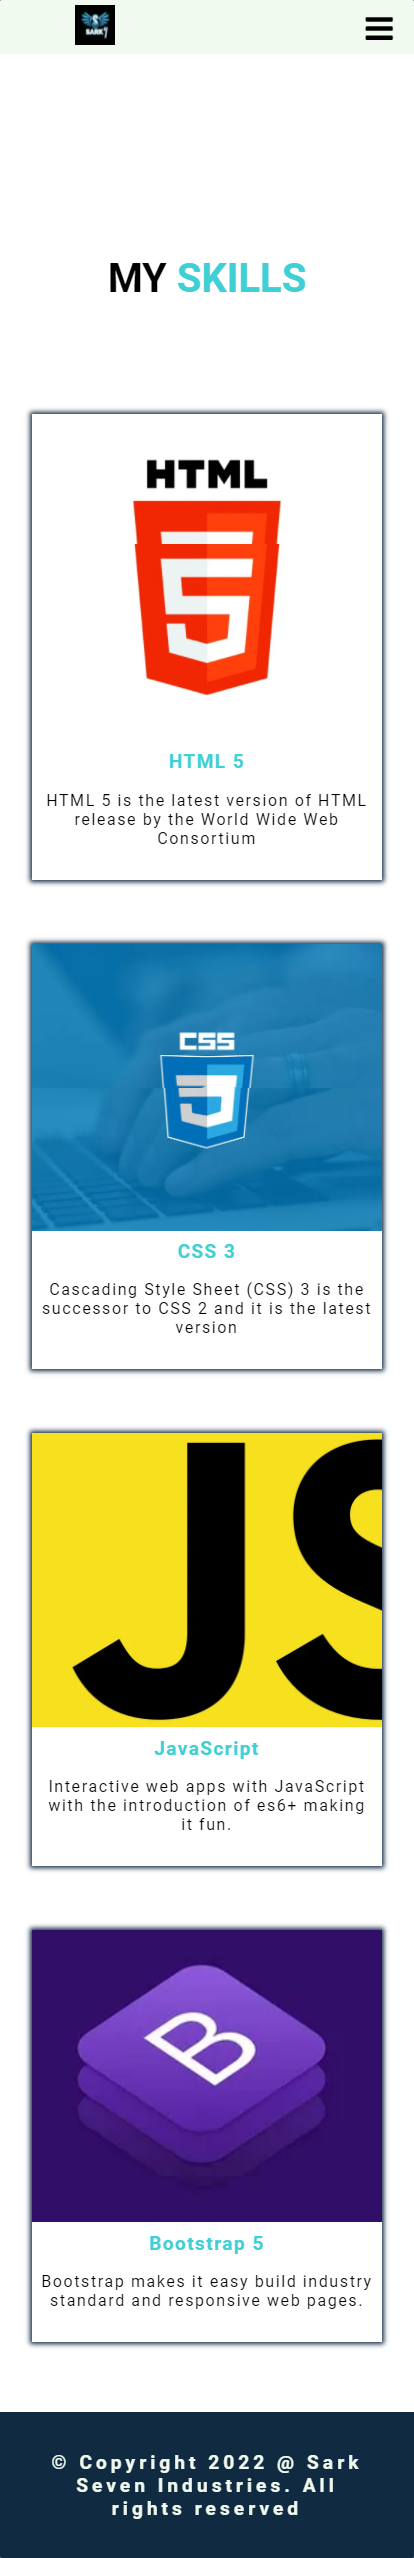 SARK7
MY SKILLS
HTML
5
HTML 5
HTML 5 is the latest version of HTML
release by the World Wide Web
Consortium
CSS
3
CSS 3
Cascading Style Sheet (CSS) 3 is the
successor to CSS 2 and it is the latest
version
JS
JavaScript
Interactive web apps with JavaScript
with the introduction of es6+ making
it fun.
B
Bootstrap 5
Bootstrap makes it easy build industry
standard and responsive web pages.
© Copyright 2022 @ Sark
Seven Industries. All
rights reserved